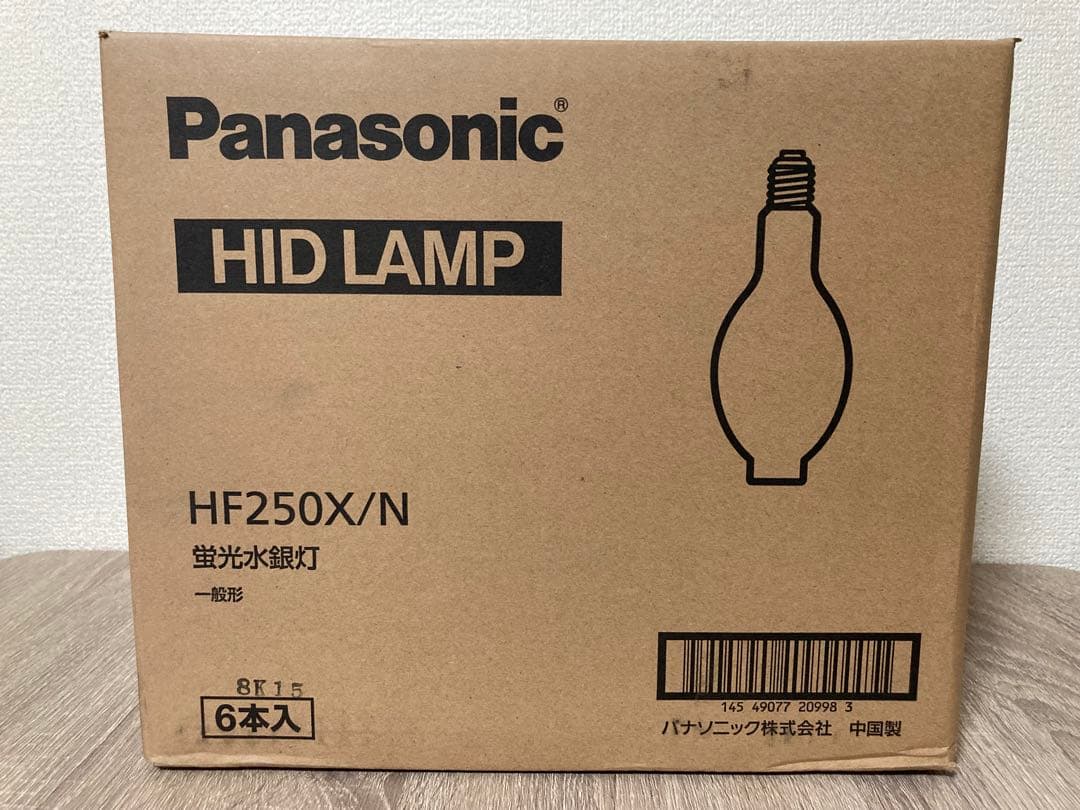 Panasonic®
HID LAMP
HF250X/N
蛍光水銀灯
一般形
8K15
6本入
145 49077 20998 3
パナソニック株式会社 中国製